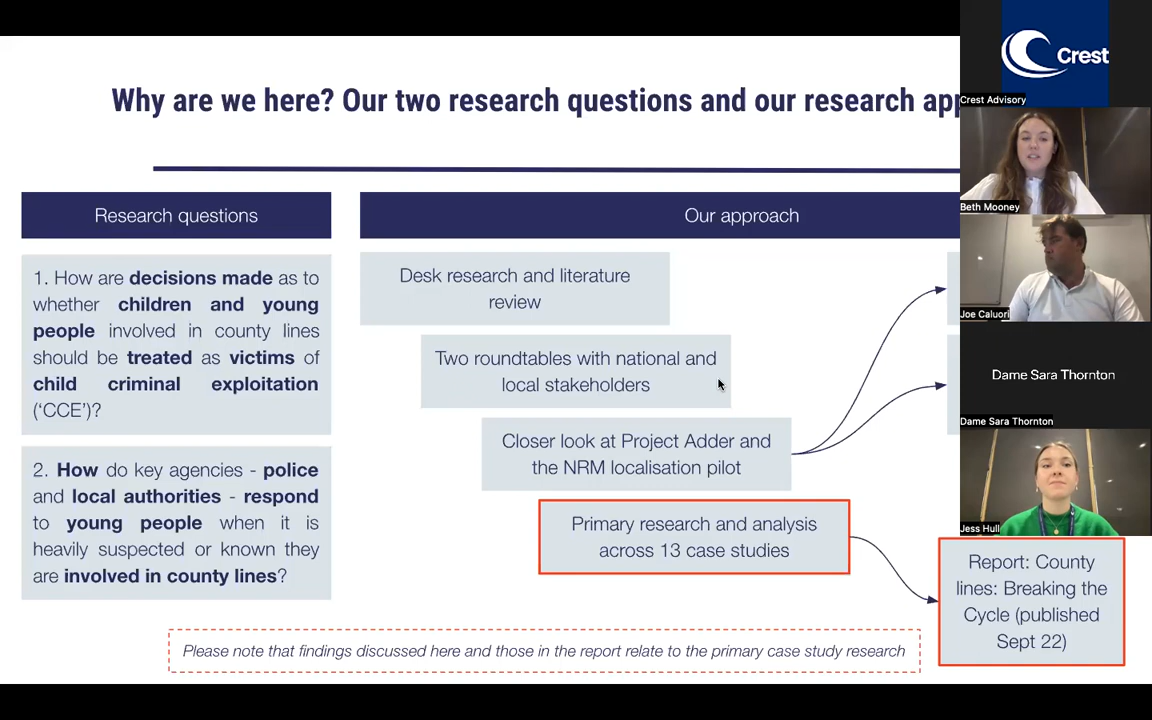 Why are we here? Our two research questions and our research app
Research questions
1. How are decisions made as to
whether children and young
people involved in county lines
should be treated as victims of
child criminal exploitation
('CCE')?
2. How do key agencies - police
and local authorities - respond
to young people when it is
heavily suspected or known they
are involved in county lines?
Our approach
Desk research and literature
review
Two roundtables with national and
local stakeholders
Closer look at Project Adder and
the NRM localisation pilot
Primary research and analysis
across 13 case studies
Report: County
lines: Breaking the
Cycle (published
Sept 22)
Please note that findings discussed here and those in the report relate to the primary case study research
Crest
Crest Advisory
Beth Mooney
Joe Caluori
Dame Sara Thornton
Dame Sara Thornton
Jess Hull